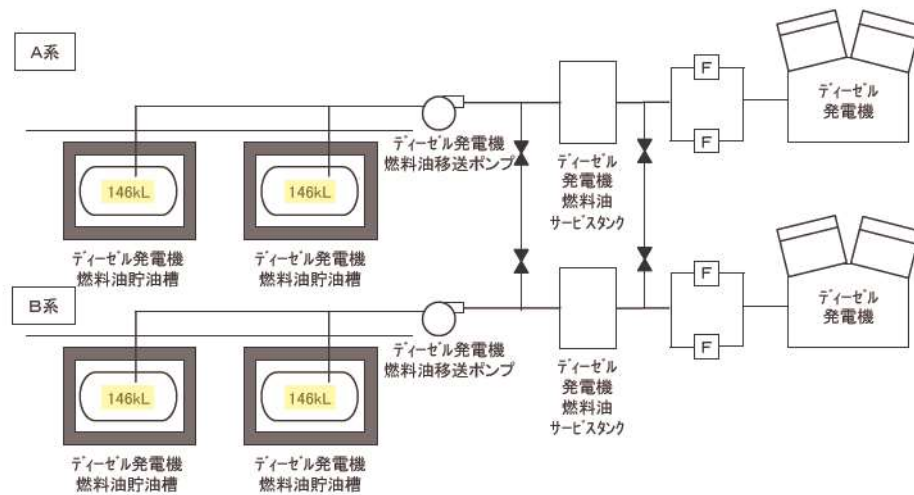 A系
F
ディーゼル
発電機
F
ディーゼル発電機
燃料油移送ポンプ
ディーゼル
発電機
燃料油
サービスタンク
146kL
146kL
ディーゼル発電機
燃料油貯油槽
ディーゼル発電機
燃料油貯油槽
B系
F
ディーゼル
発電機
F
ディーゼル発電機
燃料油移送ポンプ
ディーゼル
発電機
燃料油
サービスタンク
146kL
146kL
ディーゼル発電機
燃料油貯油槽
ディーゼル発電機
燃料油貯油槽